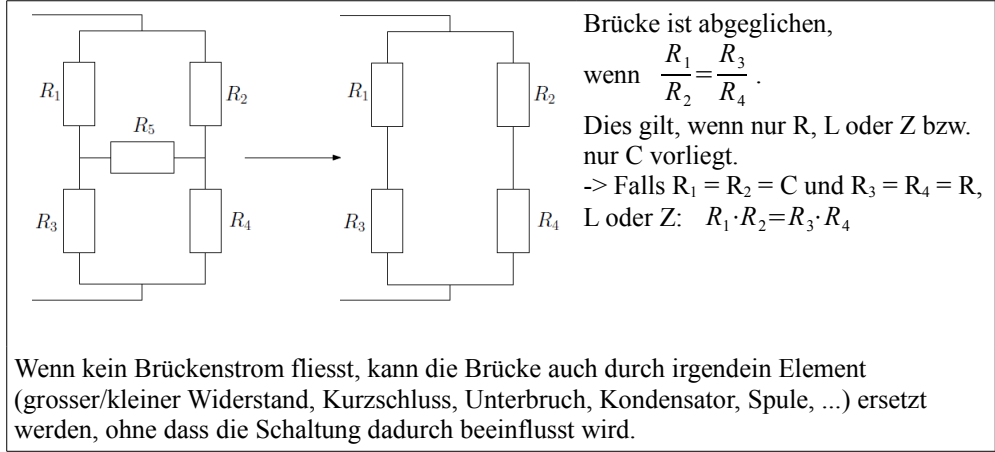 Brücke ist abgeglichen,
wenn R₁/R₂ = R₃/R₄ .
Dies gilt, wenn nur R, L oder Z bzw.
nur C vorliegt.
-> Falls R₁ = R₂ = C und R₃ = R₄ = R,
L oder Z: R₁·R₂=R₃·R₄
R₁
R₂
R₅
R₃
R₄
R₁
R₂
R₃
R₄
Wenn kein Brückenstrom fliesst, kann die Brücke auch durch irgendein Element
(grosser/kleiner Widerstand, Kurzschluss, Unterbruch, Kondensator, Spule, ...) ersetzt
werden, ohne dass die Schaltung dadurch beeinflusst wird.